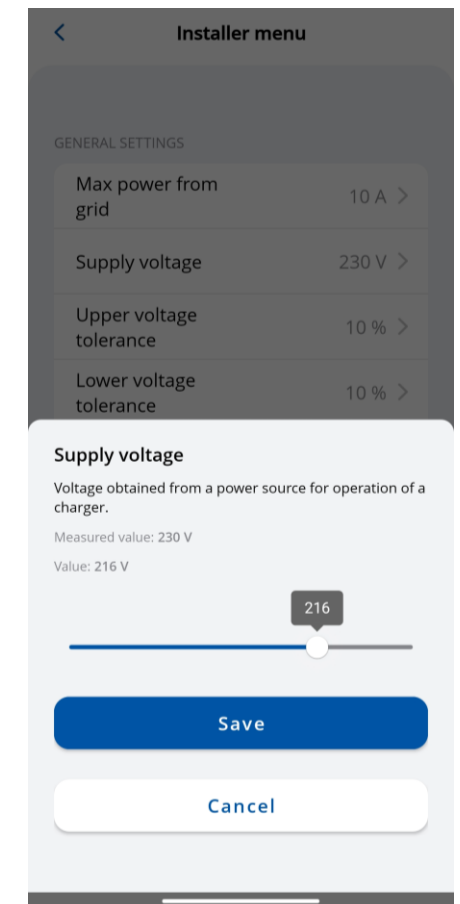 Installer menu
GENERAL SETTINGS
Max power from
grid
10 A
Supply voltage
230 V
Upper voltage
tolerance
10 %
Lower voltage
tolerance
10 %
Supply voltage
Voltage obtained from a power source for operation of a
charger.
Measured value: 230 V
Value: 216 V
216
Save
Cancel